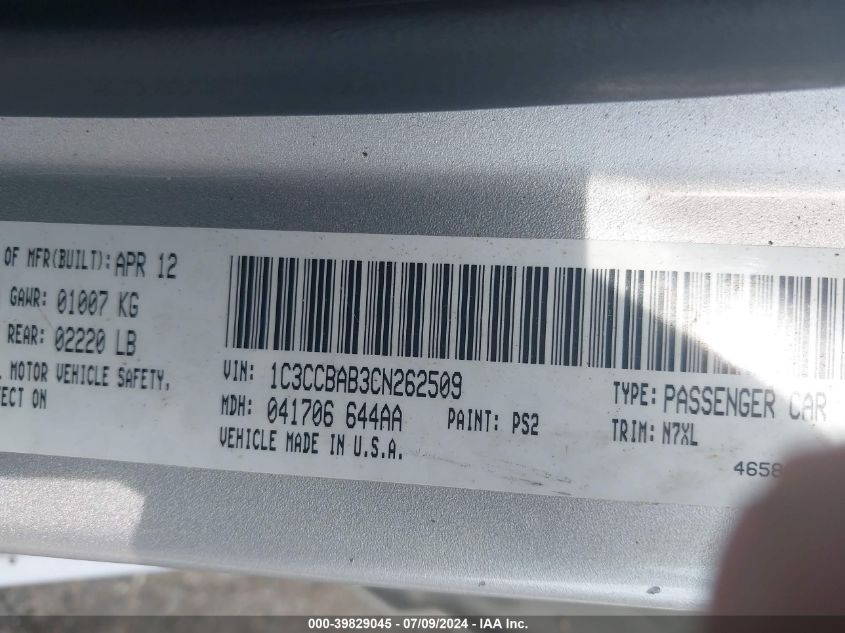 OF MFR(BUILT): APR 12
GAWR: 01007 KG
REAR: 02220 LB
MOTOR VEHICLE SAFETY,
ON
VIN: 1C3CCBAB3CN262509
MDH: 041706 644AA PAINT: PS2
VEHICLE MADE IN U.S.A.
TYPE: PASSENGER CAR
TRIM: N7XL
4658
000-39829045 - 07/09/2024 - IAA Inc.